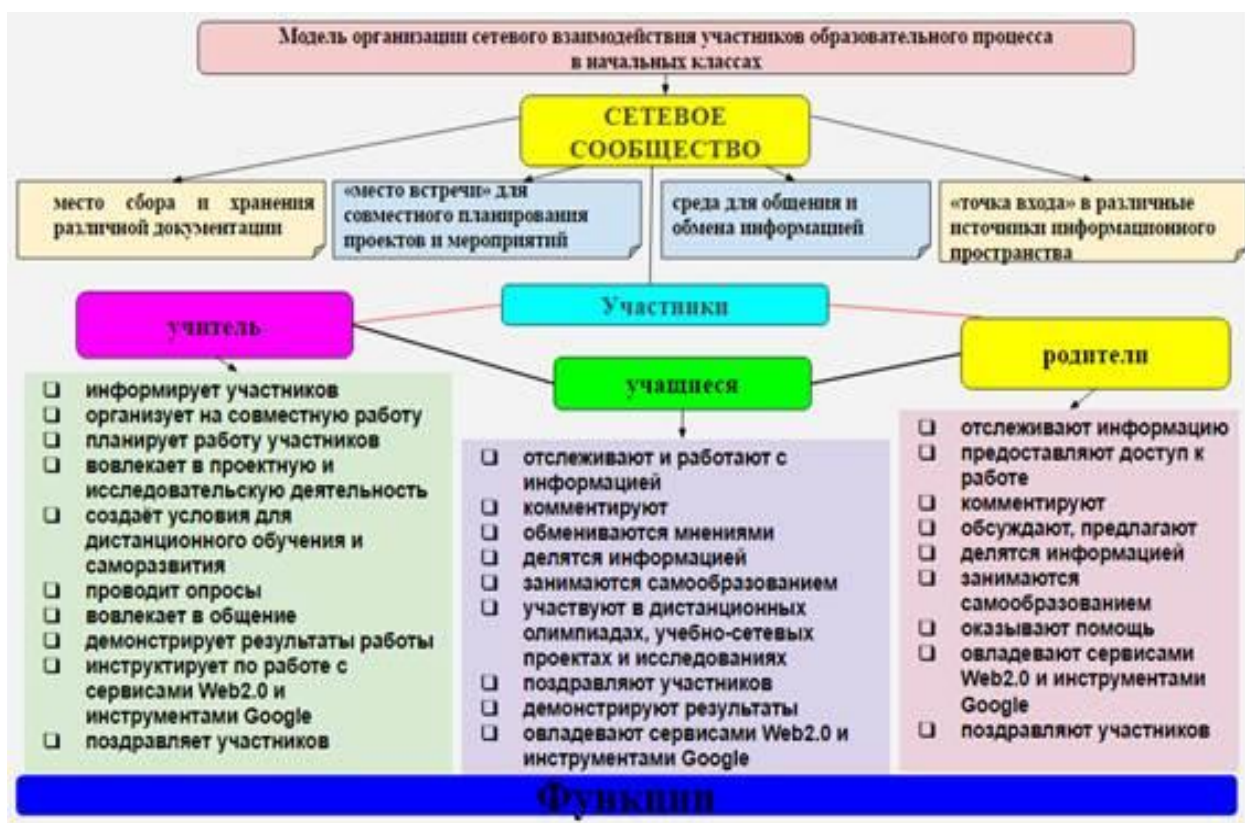 Модель организации сетевого взаимодействия участников образовательного процесса
в начальных классах
СЕТЕВОЕ
СООБЩЕСТВО
место сбора и хранения
различной документации
«место встречи» для
совместного планирования
проектов и мероприятий
среда для общения и
обмена информацией
«точка входа» в различные
источники информационного
пространства
Участники
учитель
учащиеся
родители
❑ информирует участников
❑ организует на совместную работу
❑ планирует работу участников
❑ вовлекает в проектную и
исследовательскую деятельность
❑ создаёт условия для
дистанционного обучения и
саморазвития
❑ проводит опросы
❑ вовлекает в общение
❑ демонстрирует результаты работы
❑ инструктирует по работе с
сервисами Web2.0 и
инструментами Google
❑ поздравляет участников
❑ отслеживают и работают с
информацией
❑ комментируют
❑ обмениваются мнениями
❑ делятся информацией
❑ занимаются самообразованием
❑ участвуют в дистанционных
олимпиадах, учебно-сетевых
проектах и исследованиях
❑ поздравляют участников
❑ демонстрируют результаты
❑ овладевают сервисами Web2.0 и
инструментами Google
❑ отслеживают информацию
❑ предоставляют доступ к
работе
❑ комментируют
❑ обсуждают, предлагают
❑ делятся информацией
❑ занимаются
самообразованием
❑ оказывают помощь
❑ овладевают сервисами
Web2.0 и инструментами
Google
❑ поздравляют участников
Функции